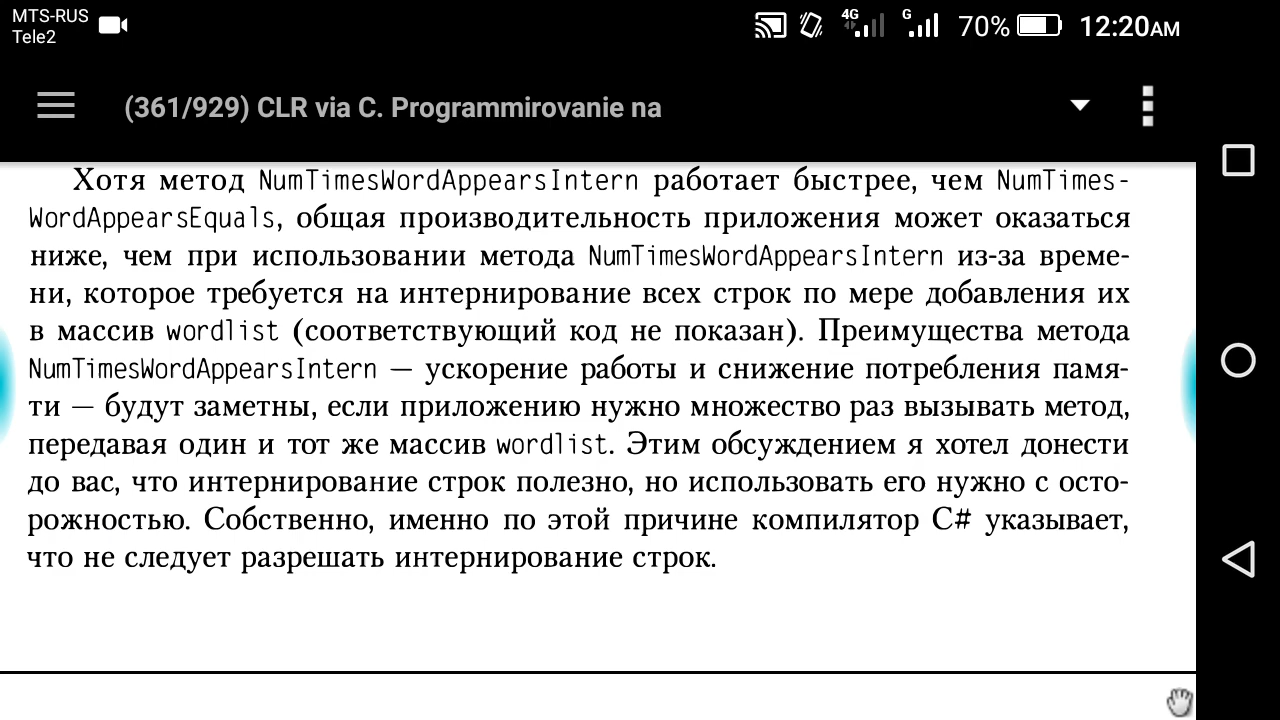 MTS-RUS
Tele2
4G
G
70%
12:20AM
(361/929) CLR via C. Programmirovanie na
Хотя метод NumTimesWordAppearsIntern работает быстрее, чем NumTimes-
WordAppearsEquals, общая производительность приложения может оказаться
ниже, чем при использовании метода NumTimesWordAppearsIntern из-за време-
ни, которое требуется на интернирование всех строк по мере добавления их
в массив wordlist (соответствующий код не показан). Преимущества метода
NumTimesWordAppearsIntern — ускорение работы и снижение потребления памя-
ти — будут заметны, если приложению нужно множество раз вызывать метод,
передавая один и тот же массив wordlist. Этим обсуждением я хотел донести
до вас, что интернирование строк полезно, но использовать его нужно с осто-
рожностью. Собственно, именно по этой причине компилятор C# указывает,
что не следует разрешать интернирование строк.